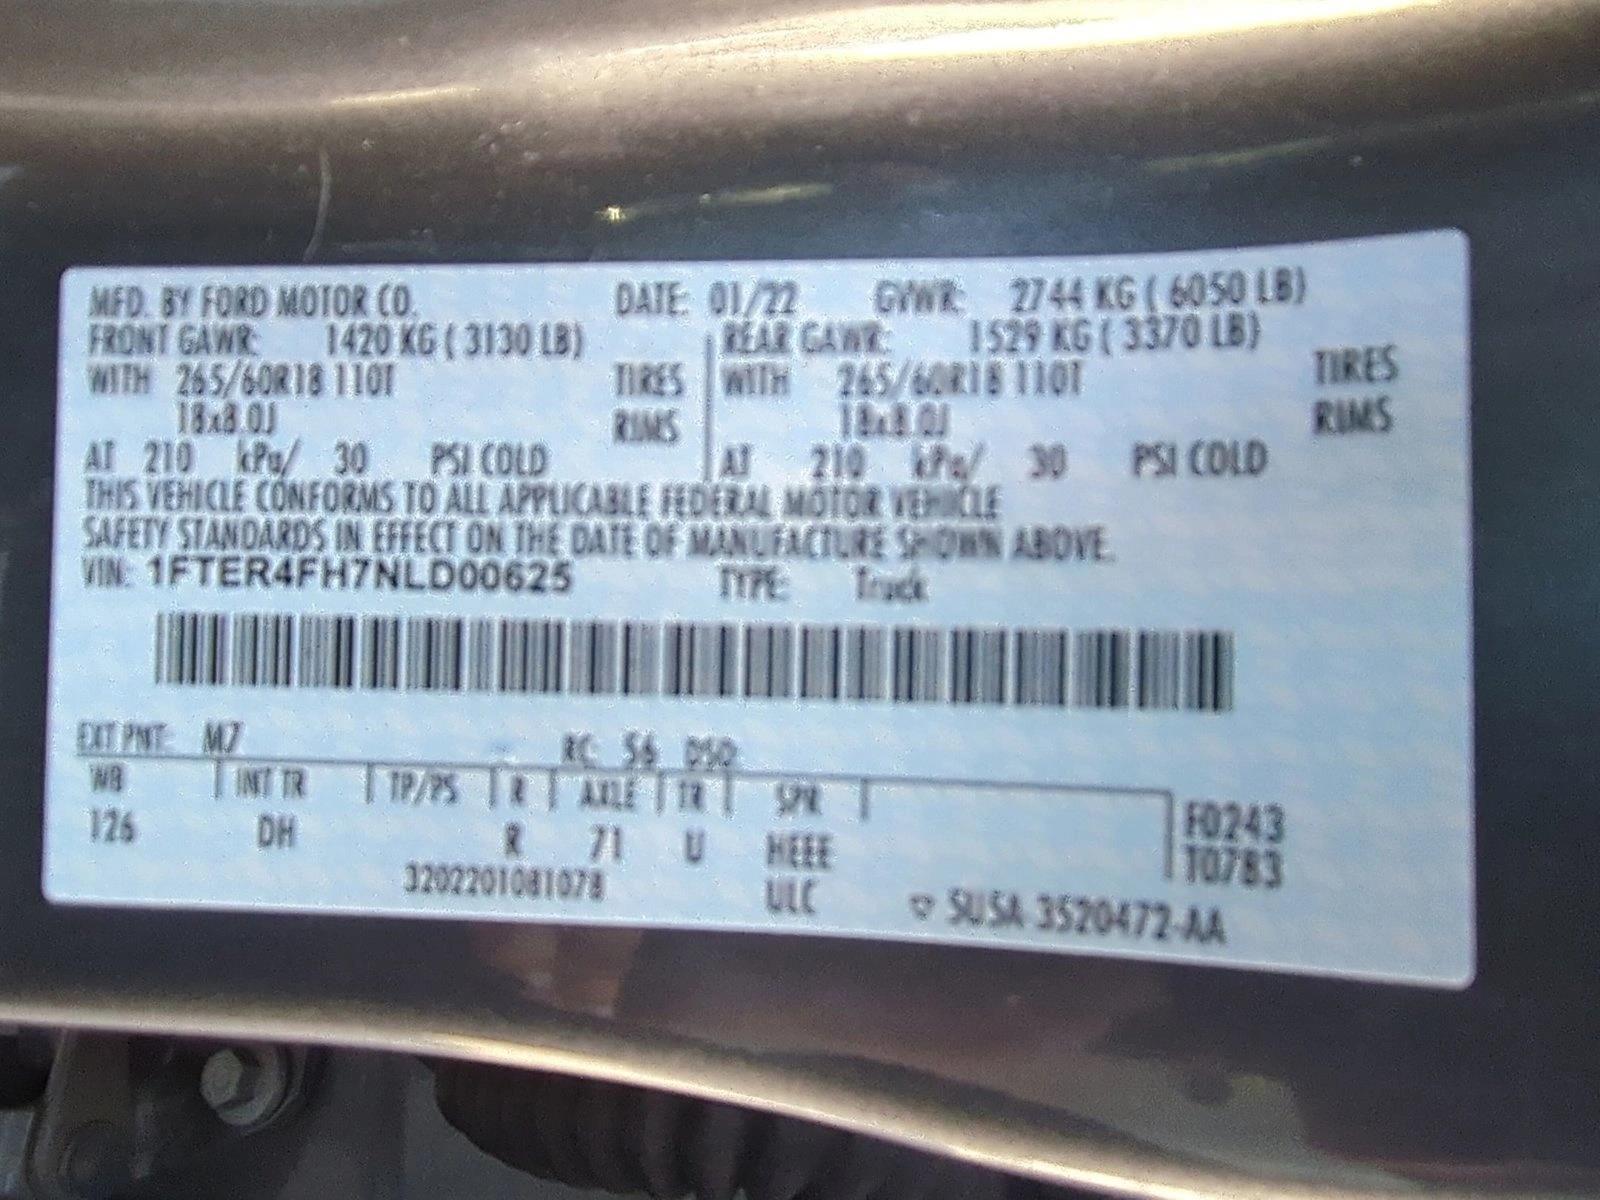 MFD. BY FORD MOTOR CO. DATE: 01/22 GVWR: 2744 KG ( 6050 LB)
FRONT GAWR: 1420 KG ( 3130 LB) REAR GAWR: 1529 KG ( 3370 LB)
WITH 265/60R18 110T TIRES WITH 265/60R18 110T TIRES
18x8.0J RIMS 18x8.0J RIMS
AT 210 kPa/ 30 PSI COLD AT 210 kPa/ 30 PSI COLD
THIS VEHICLE CONFORMS TO ALL APPLICABLE FEDERAL MOTOR VEHICLE
SAFETY STANDARDS IN EFFECT ON THE DATE OF MANUFACTURE SHOWN ABOVE.
VIN: 1FTER4FH7NLD00625 TYPE: Truck
EXT PNT: M7 RC: 56 DSO:
WB INT TR TP/PS R AXLE TR SPR F0243
126 DH R 71 U HEEE T0783
3202201081078 ULC SUSA 3520472-AA